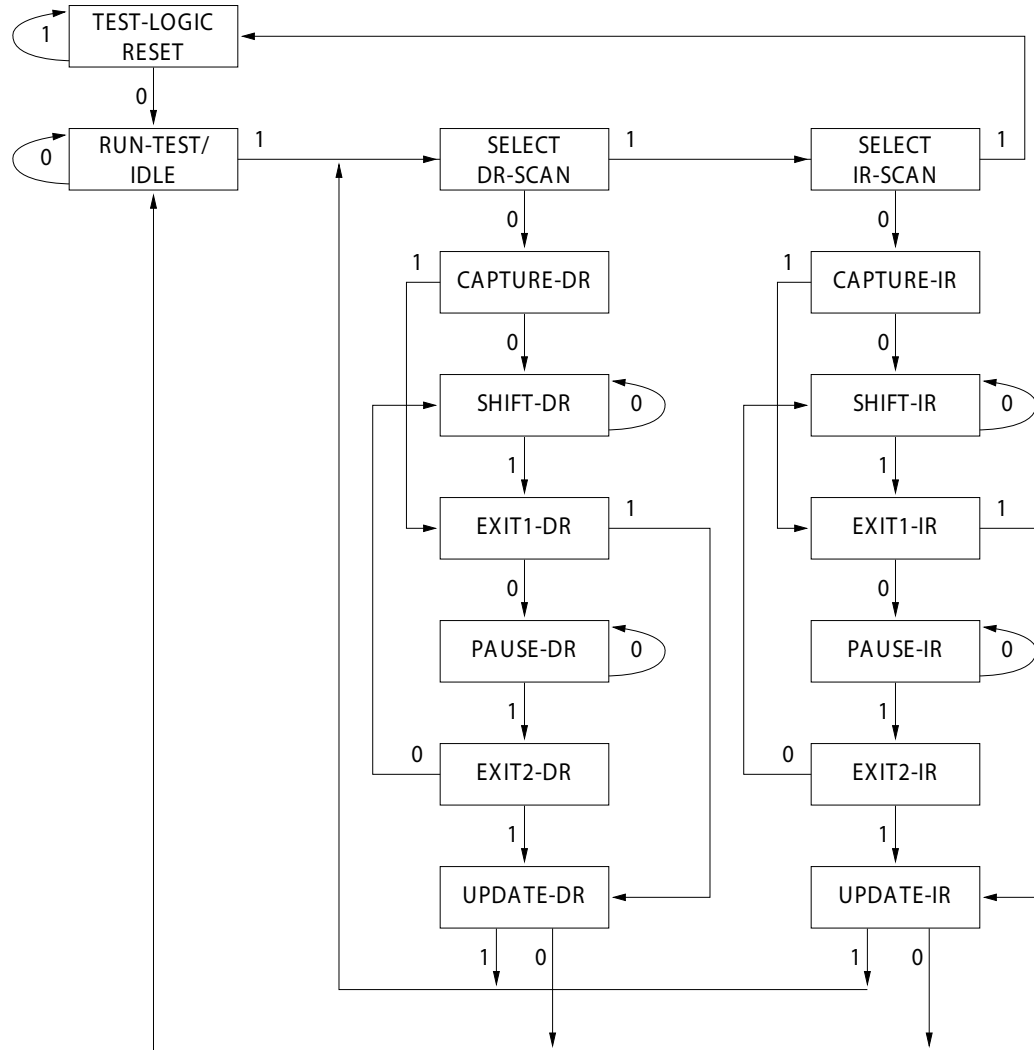 TEST-LOGIC
RESET
1
0
RUN-TEST/
IDLE
0
1
SELECT
DR-SCAN
1
SELECT
IR-SCAN
1
0
0
1
CAPTURE-DR
1
CAPTURE-IR
0
0
SHIFT-DR
0
SHIFT-IR
0
1
1
EXIT1-DR
1
EXIT1-IR
1
0
0
PAUSE-DR
0
PAUSE-IR
0
1
1
0
EXIT2-DR
0
EXIT2-IR
1
1
UPDATE-DR
UPDATE-IR
1
0
1
0